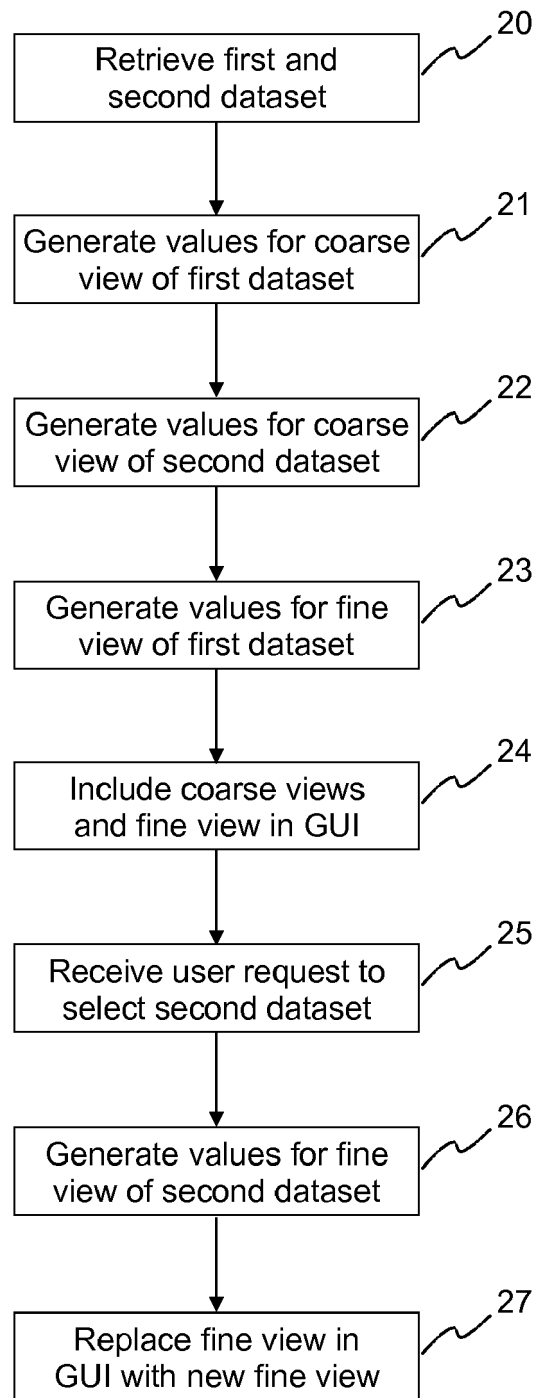 20
Retrieve first and
second dataset
21
Generate values for coarse
view of first dataset
22
Generate values for coarse
view of second dataset
23
Generate values for fine
view of first dataset
24
Include coarse views
and fine view in GUI
25
Receive user request to
select second dataset
26
Generate values for fine
view of second dataset
27
Replace fine view in
GUI with new fine view